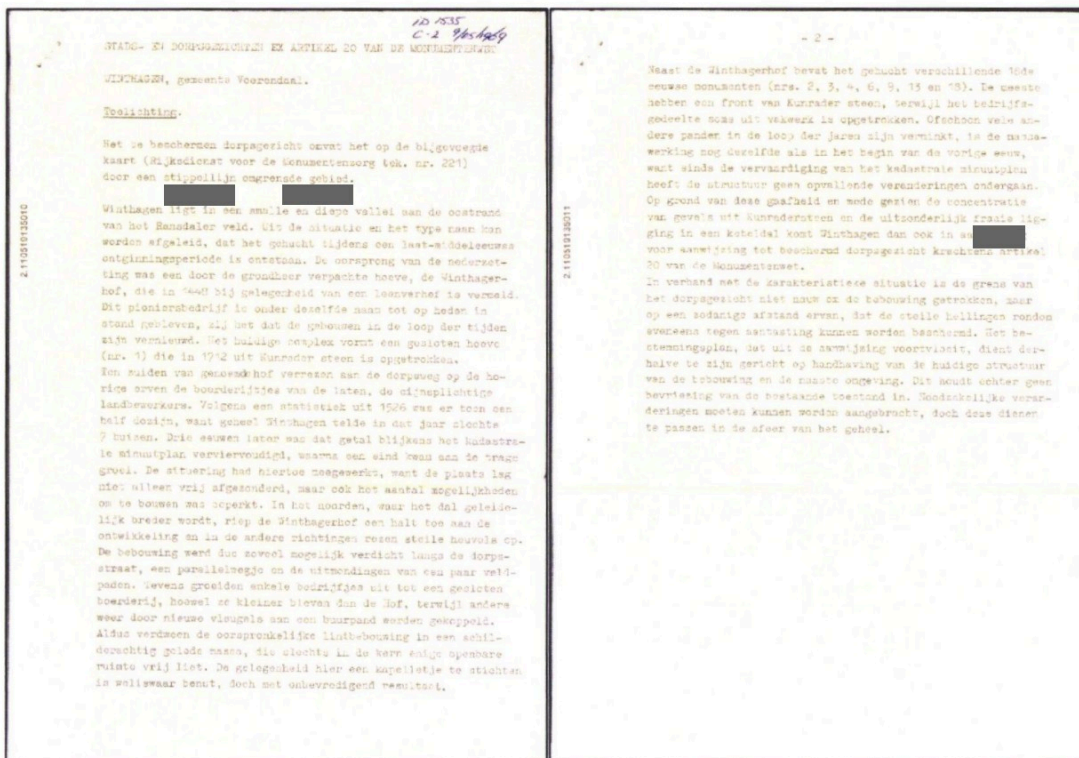 ID 1535
C-2 9/05/1969
STADS- EN DORPSGEZICHTEN EX ARTIKEL 20 VAN DE MONUMENTENWET
WINTHAGEN, gemeente Voerendaal.
Toelichting.
Het te beschermen dorpsgezicht omvat het op de bijgevoegde
kaart (Rijksdienst voor de Monumentenzorg tek. nr. 221)
door een stippellijn omgrensde gebied.
Winthagen ligt in een smalle en diepe vallei aan de oostrand
van het Ransdaler veld. Uit de situatie en het type naam kan
worden afgeleid, dat het gehucht tijdens een laat-middeleeuwse
ontginningsperiode is ontstaan. De oorsprong van de nederzet-
ting was een door de grondheer verpachte hoeve, de Winthager-
hof, die in 1440 bij gelegenheid van een leenverhef is vermeld.
Dit pioniersbedrijf is onder dezelfde naam tot op heden in
stand gebleven, zij het dat de gebouwen in de loop der tijden
zijn vernieuwd. Het huidige complex vormt een gesloten hoeve
(nr. 1) die in 1712 uit Kunrader steen is opgetrokken.
Ten zuiden van genoemde hof verrezen aan de dorpsweg op de ho-
rige erven de boerderijtjes van de laten, de cijnsplichtige
landbewerkers. Volgens een statistiek uit 1526 was er toen een
half dozijn, want geheel Winthagen telde in dat jaar slechts
7 huizen. Drie eeuwen later was dat getal blijkens het kadastra-
le minuutplan verviervoudigd, waarna een eind kwam aan de trage
groei. De situering had hiertoe meegewerkt, want de plaats lag
niet alleen vrij afgezonderd, maar ook het aantal mogelijkheden
om te bouwen was beperkt. In het noorden, waar het dal geleide-
lijk breder wordt, riep de Winthagerhof een halt toe aan de
ontwikkeling en in de andere richtingen rezen steile heuvels op.
De bebouwing werd dus zoveel mogelijk verdicht langs de dorps-
straat, een parallelwegje en de uitmondingen van een paar veld-
paden. Tevens groeiden enkele bedrijfjes uit tot een gesloten
boerderij, hoewel ze kleiner bleven dan de Hof, terwijl andere
weer door nieuwe vleugels aan een buurpand werden gekoppeld.
Aldus verdween de oorspronkelijke lintbebouwing in een schil-
derachtig gelede massa, die slechts in de kern enige openbare
ruimte vrij liet. De gelegenheid hier een kapelletje te stichten
is weliswaar benut, doch met onbevredigend resultaat.
2.110519135010
- 2 -
Naast de Winthagerhof bevat het gehucht verschillende 18de
eeuwse monumenten (nrs. 2, 3, 4, 6, 9, 13 en 18). De meeste
hebben een front van Kunrader steen, terwijl het bedrijfs-
gedeelte soms uit vakwerk is opgetrokken. Ofschoon vele an-
dere panden in de loop der jaren zijn verminkt, is de massa-
werking nog dezelfde als in het begin van de vorige eeuw,
want sinds de vervaardiging van het kadastrale minuutplan
heeft de structuur geen opvallende veranderingen ondergaan.
Op grond van deze gaafheid en mede gezien de concentratie
van gevels uit Kunradersteen en de uitzonderlijk fraaie lig-
ging in een keteldal komt Winthagen dan ook in
voor aanwijzing tot beschermd dorpsgezicht krachtens artikel
20 van de Monumentenwet.
In verband met de karakteristieke situatie is de grens van
het dorpsgezicht niet nauw om de bebouwing getrokken, maar
op een zodanige afstand ervan, dat de steile hellingen rondom
eveneens tegen aantasting kunnen worden beschermd. Het be-
stemmingsplan, dat uit de aanwijzing voortvloeit, dient der-
halve te zijn gericht op handhaving van de huidige structuur
van de bebouwing en de naaste omgeving. Dit houdt echter geen
bevriezing van de bestaande toestand in. Noodzakelijke veran-
deringen moeten kunnen worden aangebracht, doch deze dienen
te passen in de sfeer van het geheel.
2.110519135011